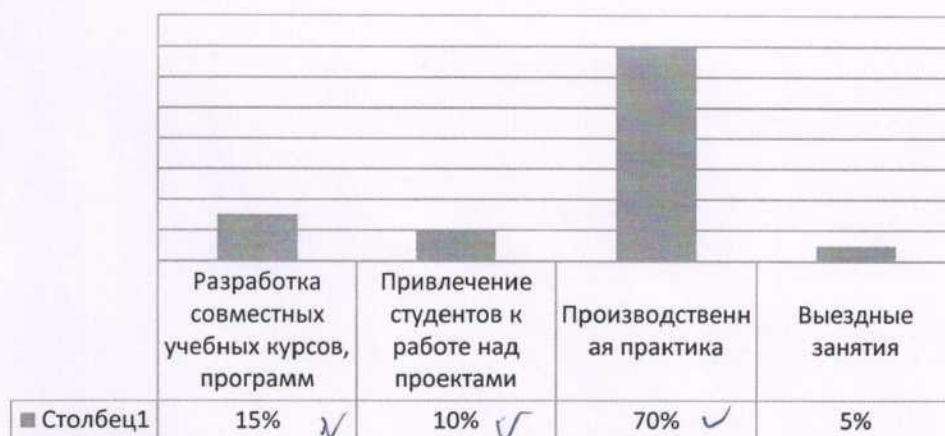 Разработка
совместных
учебных курсов,
программ
Привлечение
студентов к
работе над
проектами
Производственн
ая практика
Выездные
занятия
Столбец1 15% 10% 70% 5%